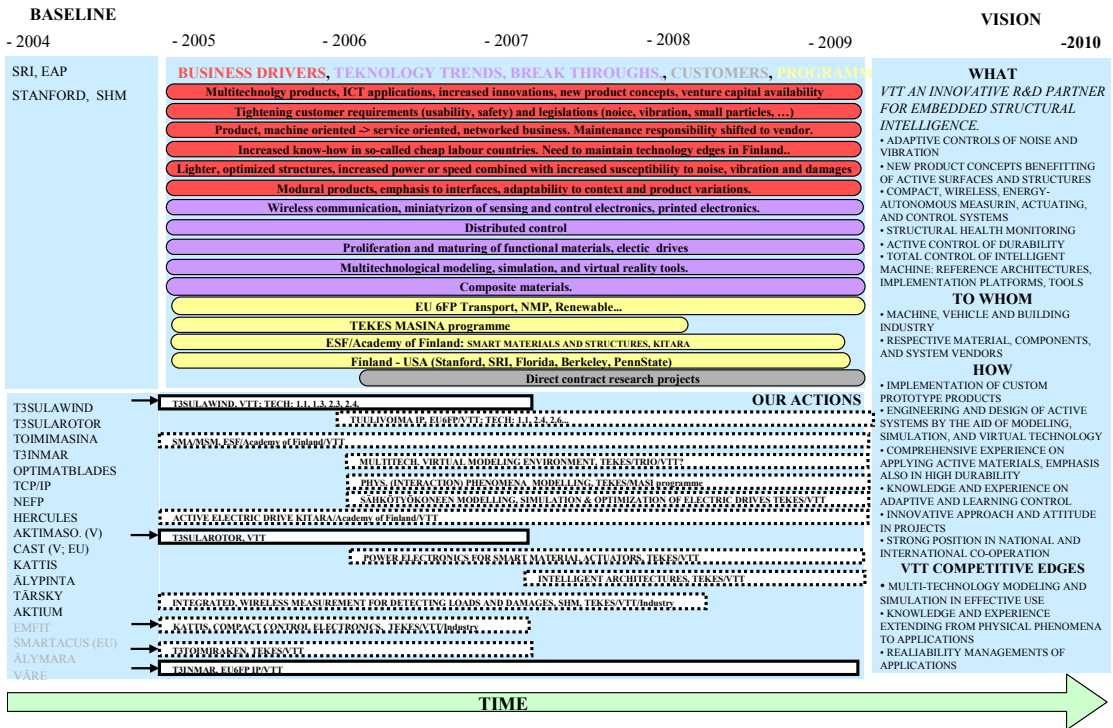 BASELINE
VISION
- 2004
- 2005
- 2006
- 2007
- 2008
- 2009
-2010
SRI, EAP
STANFORD, SHM
BUSINESS DRIVERS, TEKNOLOGY TRENDS, BREAK THROUGHS,, CUSTOMERS, PROGRAMM
Multitechnolgy products, ICT applications, increased innovations, new product concepts, venture capital availability
Tightening customer requirements (usability, safety) and legislations (noise, vibration, small particles, …)
Product, machine oriented -> service oriented, networked business. Maintenance responsibility shifted to vendor.
Increased know-how in so-called cheap labour countries. Need to maintain technology edges in Finland..
Lighter, optimized structures, increased power or speed combined with increased susceptibility to noise, vibration and damages
Modural products, emphasis to interfaces, adaptability to context and product variations.
Wireless communication, miniatyrizon of sensing and control electronics, printed electronics.
Distributed control
Proliferation and maturing of functional materials, electic drives
Multitechnological modeling, simulation, and virtual reality tools.
Composite materials.
EU 6FP Transport, NMP, Renewable...
TEKES MASINA programme
ESF/Academy of Finland: SMART MATERIALS AND STRUCTURES, KITARA
Finland - USA (Stanford, SRI, Florida, Berkeley, PennState)
Direct contract research projects
OUR ACTIONS
T3SULAWIND
T3SULAROTOR
TOIMIMASINA
T3INMAR
OPTIMATBLADES
TCP/IP
NEFP
HERCULES
AKTIMASO. (V)
CAST (V; EU)
KATTIS
ÄLYPINTA
TÄRSKY
AKTIUM
EMFIT
SMARTACUS (EU)
ÄLYMARA
VÄRE
T3SULAWIND, VTT; TECH: 1.1, 1.3, 2.3, 2.4,
TUULIVOIMA IP, EU6FP/VTT; TECH: 1.1, 2.4, 2.6...
SMA/MSM, ESF/Academy of Finland/VTT
MULTITECH. VIRTUAL MODELING ENVIRONMENT, TEKES/TRIO/VTT?
PHYS. (INTERACTION) PHENOMENA MODELLING, TEKES/MASI programme
SÄHKÖTYÖKONEEN MODELLING, SIMULATION & OPTIMIZATION OF ELECTRIC DRIVES TEKES/VTT
ACTIVE ELECTRIC DRIVE KITARA/Academy of Finland/VTT
T3SULAROTOR, VTT
POWER ELECTRONICS FOR SMART MATERIAL ACTUATORS, TEKES/VTT
INTELLIGENT ARCHITECTURES, TEKES/VTT
INTEGRATED, WIRELESS MEASUREMENT FOR DETECTING LOADS AND DAMAGES, SHM, TEKES/VTT/Industry
KATTIS, COMPACT CONTROL ELECTRONICS, TEKES/VTT/Industry
T3TOIMIRAKEN, TEKES/VTT
T3INMAR, EU6FP IP/VTT
WHAT
VTT AN INNOVATIVE R&D PARTNER
FOR EMBEDDED STRUCTURAL
INTELLIGENCE.
• ADAPTIVE CONTROLS OF NOISE AND
VIBRATION
• NEW PRODUCT CONCEPTS BENEFITTING
OF ACTIVE SURFACES AND STRUCTURES
• COMPACT, WIRELESS, ENERGY-
AUTONOMOUS MEASURIN, ACTUATING,
AND CONTROL SYSTEMS
• STRUCTURAL HEALTH MONITORING
• ACTIVE CONTROL OF DURABILITY
• TOTAL CONTROL OF INTELLIGENT
MACHINE: REFERENCE ARCHITECTURES,
IMPLEMENTATION PLATFORMS, TOOLS
TO WHOM
• MACHINE, VEHICLE AND BUILDING
INDUSTRY
• RESPECTIVE MATERIAL, COMPONENTS,
AND SYSTEM VENDORS
HOW
• IMPLEMENTATION OF CUSTOM
PROTOTYPE PRODUCTS
• ENGINEERING AND DESIGN OF ACTIVE
SYSTEMS BY THE AID OF MODELING,
SIMULATION, AND VIRTUAL TECHNOLOGY
• COMPREHENSIVE EXPERIENCE ON
APPLYING ACTIVE MATERIALS, EMPHASIS
ALSO IN HIGH DURABILITY
• KNOWLEDGE AND EXPERIENCE ON
ADAPTIVE AND LEARNING CONTROL
• INNOVATIVE APPROACH AND ATTITUDE
IN PROJECTS
• STRONG POSITION IN NATIONAL AND
INTERNATIONAL CO-OPERATION
VTT COMPETITIVE EDGES
• MULTI-TECHNOLOGY MODELING AND
SIMULATION IN EFFECTIVE USE
• KNOWLEDGE AND EXPERIENCE
EXTENDING FROM PHYSICAL PHENOMENA
TO APPLICATIONS
• REALIABILITY MANAGEMENTS OF
APPLICATIONS
TIME